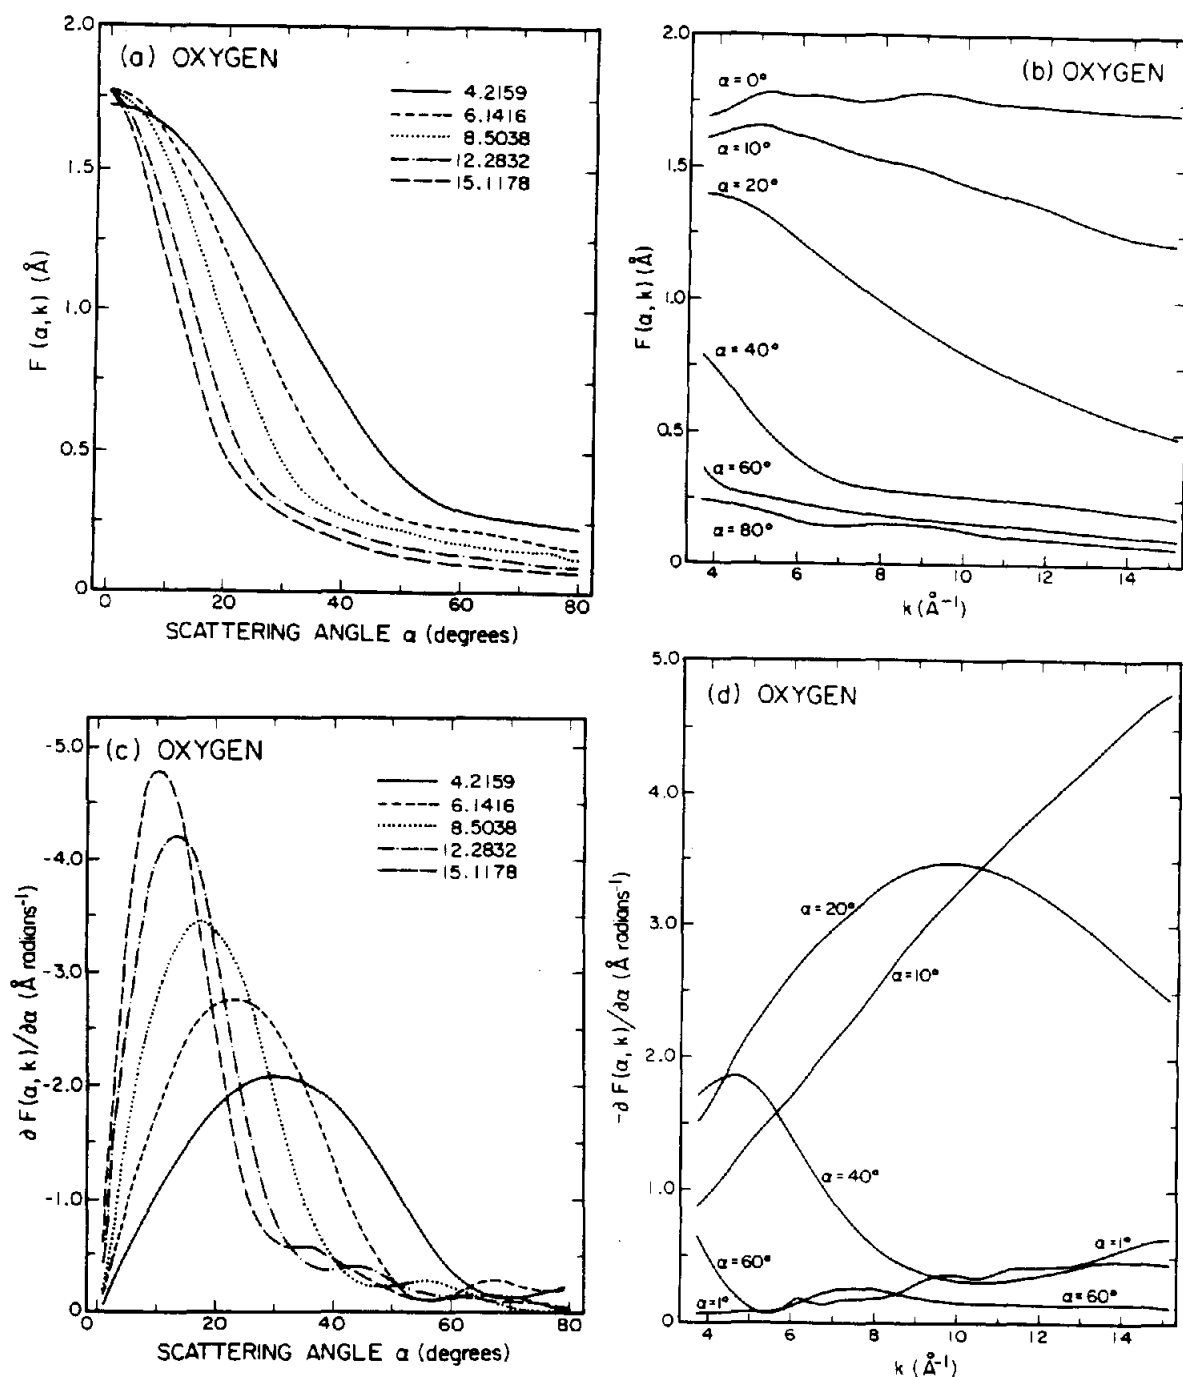 (a) OXYGEN
4.2159
6.1416
8.5038
12.2832
15.1178
2.0
1.5
1.0
0.5
0
F (α, k) (Å)
0 20 40 60 80
SCATTERING ANGLE α (degrees)
(b) OXYGEN
α = 0°
α = 10°
α = 20°
α = 40°
α = 60°
α = 80°
2.0
1.5
1.0
0.5
0
F (α, k) (Å)
4 6 8 10 12 14
k (Å⁻¹)
(c) OXYGEN
4.2159
6.1416
8.5038
12.2832
15.1178
-5.0
-4.0
-3.0
-2.0
-1.0
0
∂ F(α, k)/∂α (Å radians⁻¹)
0 20 40 60 80
SCATTERING ANGLE α (degrees)
(d) OXYGEN
α = 20°
α = 10°
α = 40°
α = 60°
α = 1°
α = 1°
α = 60°
5.0
4.0
3.0
2.0
1.0
0
-∂ F(α, k)/∂α (Å radians⁻¹)
4 6 8 10 12 14
k (Å⁻¹)